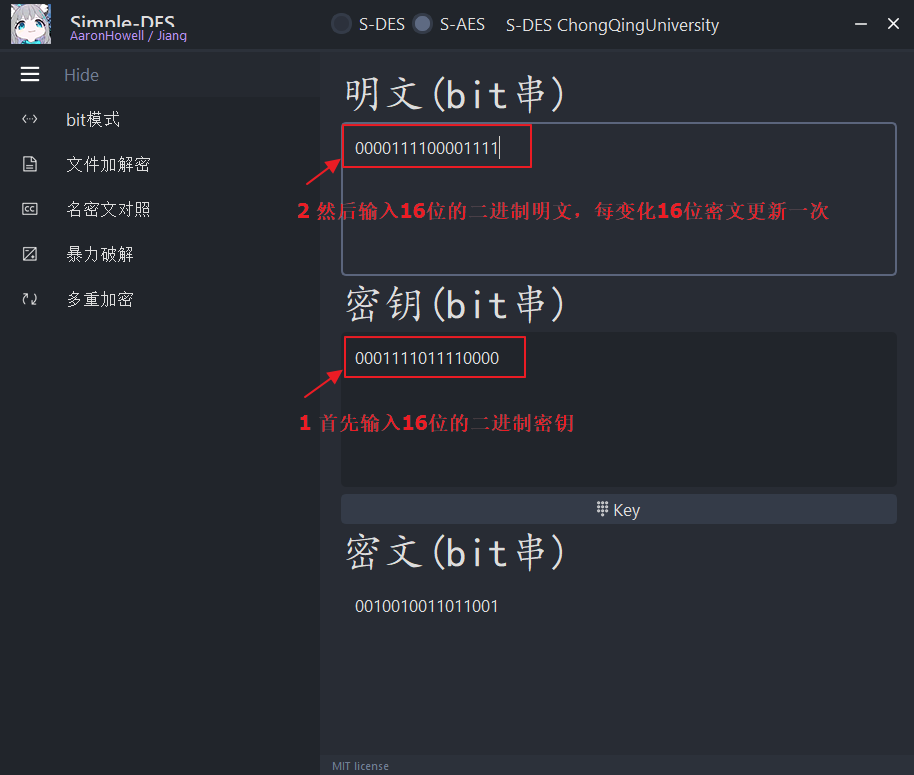 Simple-DES
AaronHowell / Jiang
S-DES S-AES S-DES ChongQingUniversity
Hide
bit模式
文件加解密
名密文对照
暴力破解
多重加密
明文(bit串)
0000111100001111
2 然后输入16位的二进制明文，每变化16位密文更新一次
密钥(bit串)
0001111011110000
1 首先输入16位的二进制密钥
Key
密文(bit串)
0010010011011001
MIT license